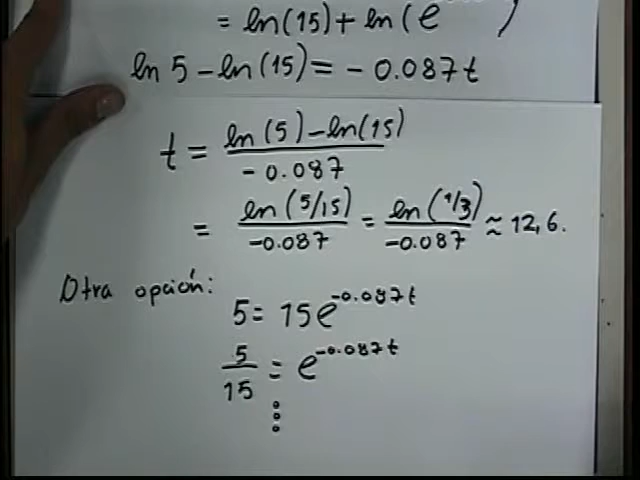 = ln(15) + ln(e )
ln 5 - ln(15) = - 0.087t
t = ln(5) - ln(15) / -0.087
= ln(5/15) / -0.087 = ln(1/3) / -0.087 ≈ 12,6.
Otra opción:
5 = 15e^-0.087t
5/15 = e^-0.087t
⋮